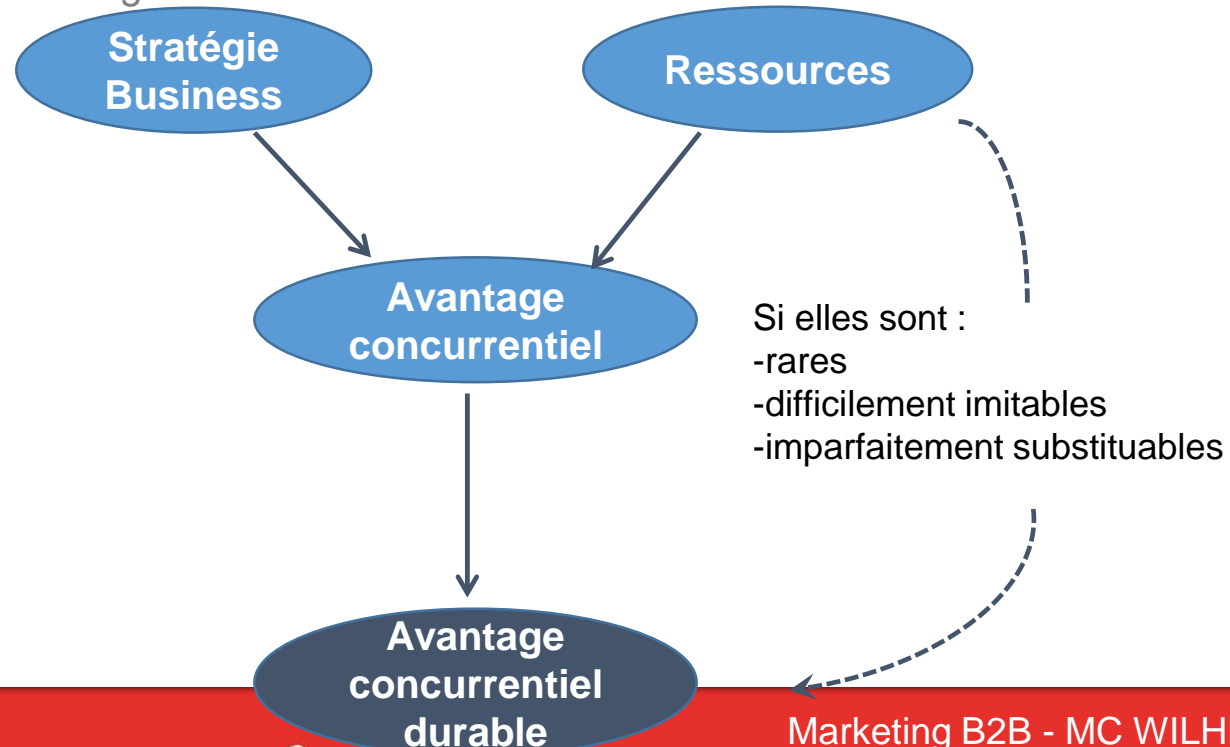 Stratégie
Business
Ressources
Avantage
concurrentiel
Si elles sont :
-rares
-difficilement imitables
-imparfaitement substituables
Avantage
concurrentiel
durable
Marketing B2B - MC WILH